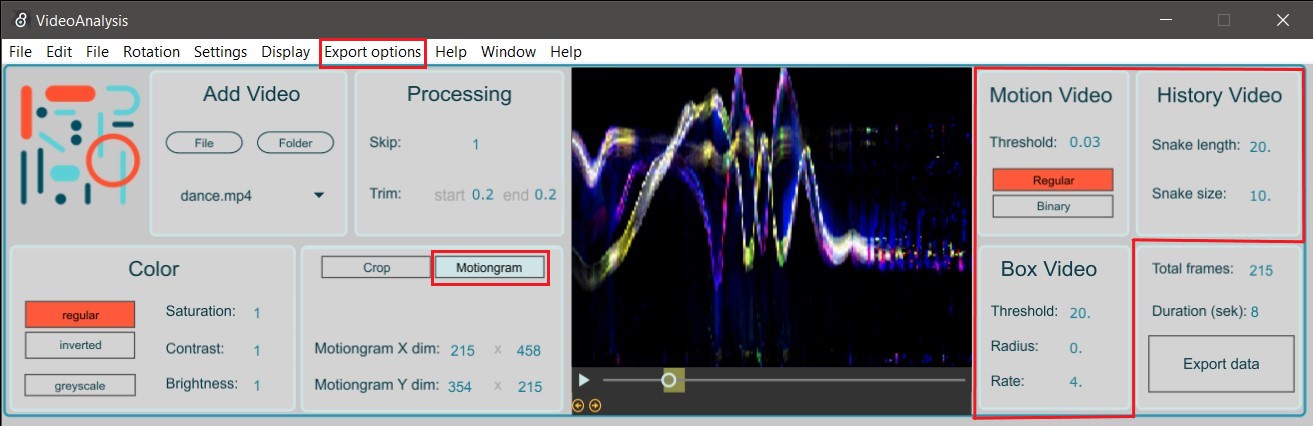 VideoAnalysis
File Edit File Rotation Settings Display Export options Help Window Help
Add Video
File Folder
dance.mp4
Processing
Skip: 1
Trim: start 0.2 end 0.2
Color
regular
inverted
greyscale
Saturation: 1
Contrast: 1
Brightness: 1
Crop Motiongram
Motiongram X dim: 215 x 458
Motiongram Y dim: 354 x 215
Motion Video
Threshold: 0.03
Regular
Binary
History Video
Snake length: 20.
Snake size: 10.
Box Video
Threshold: 20.
Radius: 0.
Rate: 4.
Total frames: 215
Duration (sek): 8
Export data